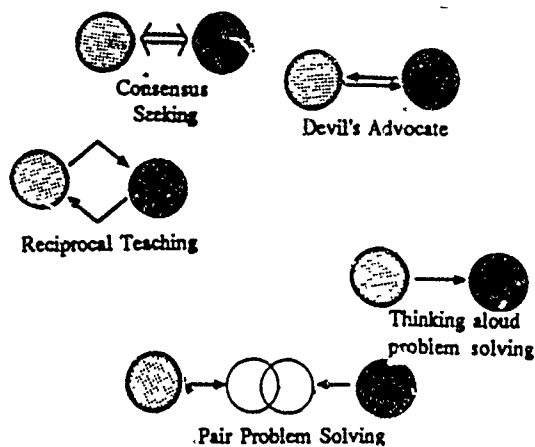 Consensus
Seeking
Devil's Advocate
Reciprocal Teaching
Thinking aloud
problem solving
Pair Problem Solving